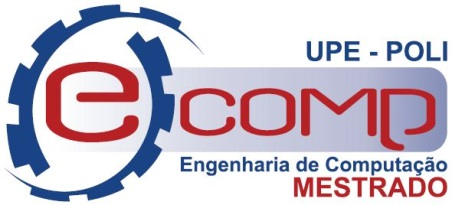 UPE - POLI
ecomp
Engenharia de Computação
MESTRADO